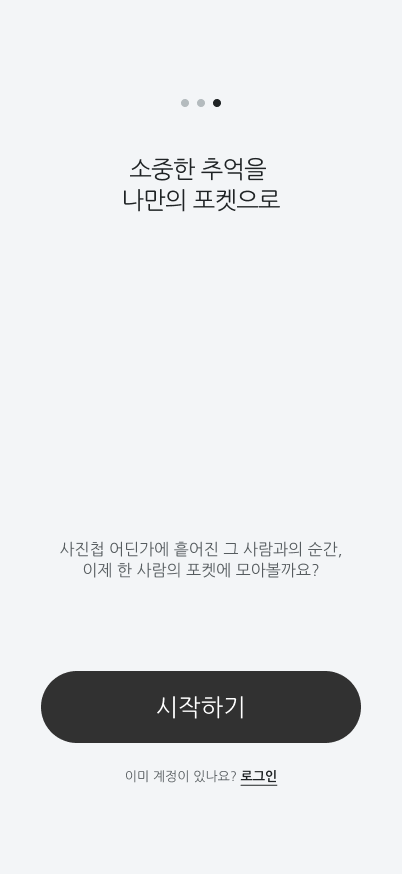 소중한 추억을
나만의 포켓으로
사진첩 어딘가에 흩어진 그 사람과의 순간,
이제 한 사람의 포켓에 모아볼까요?
시작하기
이미 계정이 있나요? 로그인